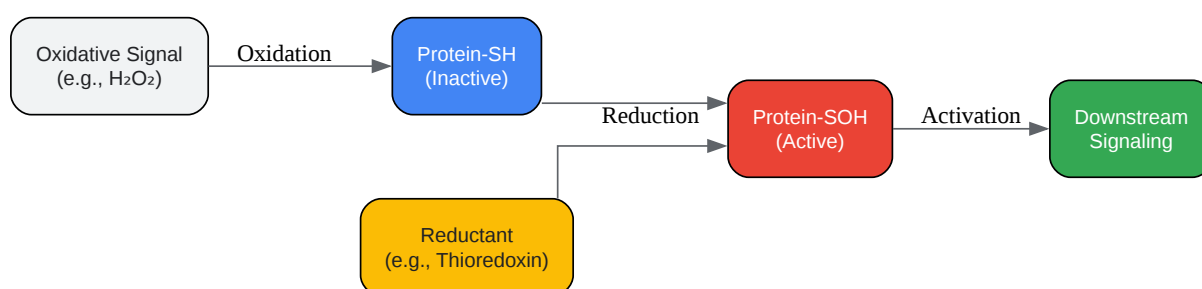 Oxidative Signal
(e.g., H₂O₂)
Oxidation
Protein-SH
(Inactive)
Reduction
Protein-SOH
(Active)
Activation
Downstream
Signaling
Reductant
(e.g., Thioredoxin)